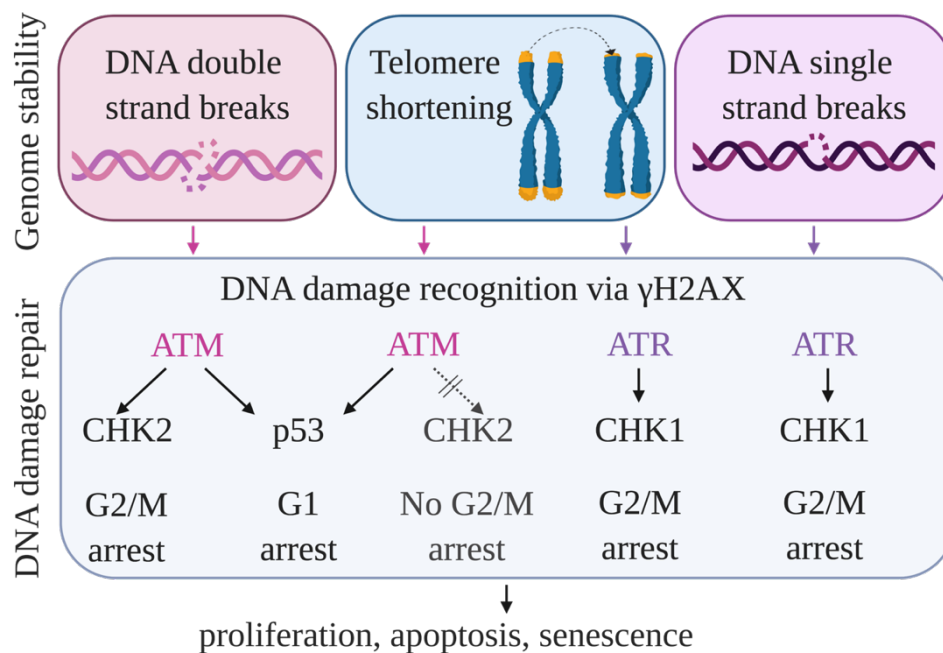 Genome stability
DNA double
strand breaks
Telomere
shortening
DNA single
strand breaks
DNA damage repair
DNA damage recognition via γH2AX
ATM
ATM
ATR
ATR
CHK2
p53
CHK2
CHK1
CHK1
G2/M
arrest
G1
arrest
No G2/M
arrest
G2/M
arrest
G2/M
arrest
proliferation, apoptosis, senescence